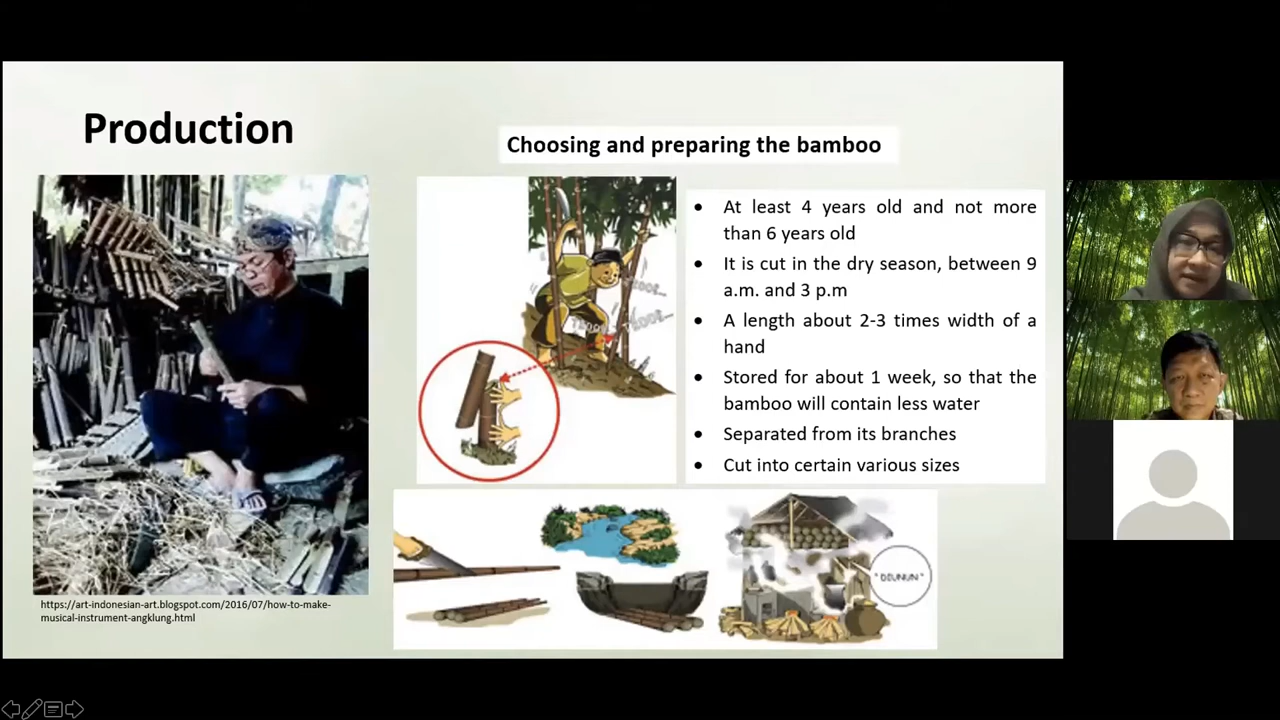 Production
Choosing and preparing the bamboo
• At least 4 years old and not more
than 6 years old
• It is cut in the dry season, between 9
a.m. and 3 p.m
• A length about 2-3 times width of a
hand
• Stored for about 1 week, so that the
bamboo will contain less water
• Separated from its branches
• Cut into certain various sizes
https://art-indonesian-art.blogspot.com/2016/07/how-to-make-
musical-instrument-angklung.html